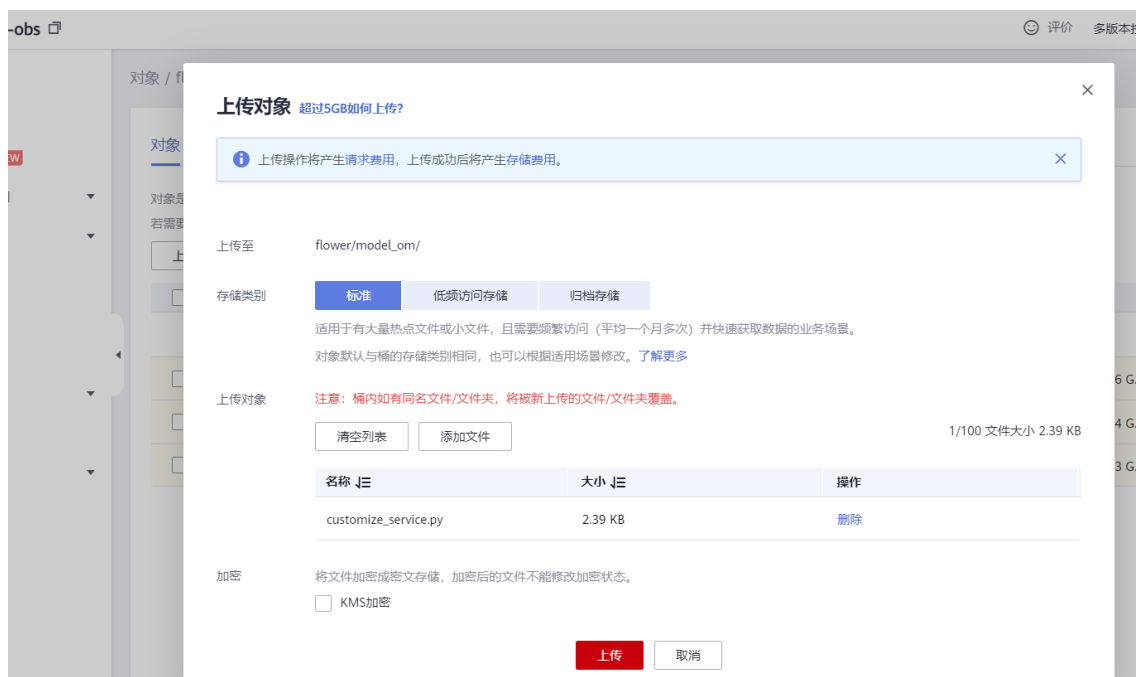 -obs
评价 多版本
对象 / fl
上传对象 超过5GB如何上传?
EW
对象
上传操作将产生请求费用，上传成功后将产生存储费用。
对象是
若需要
上
上传至 flower/model_om/
存储类别 标准 低频访问存储 归档存储
适用于有大量热点文件或小文件，且需要频繁访问（平均一个月多次）并快速获取数据的业务场景。
对象默认与桶的存储类别相同，也可以根据适用场景修改。了解更多
6 G.
上传对象 注意：桶内如有同名文件/文件夹，将被新上传的文件/文件夹覆盖。
4 G.
清空列表 添加文件 1/100 文件大小 2.39 KB
3 G.
名称 大小 操作
customize_service.py 2.39 KB 删除
加密 将文件加密成密文存储，加密后的文件不能修改加密状态。
KMS加密
上传 取消